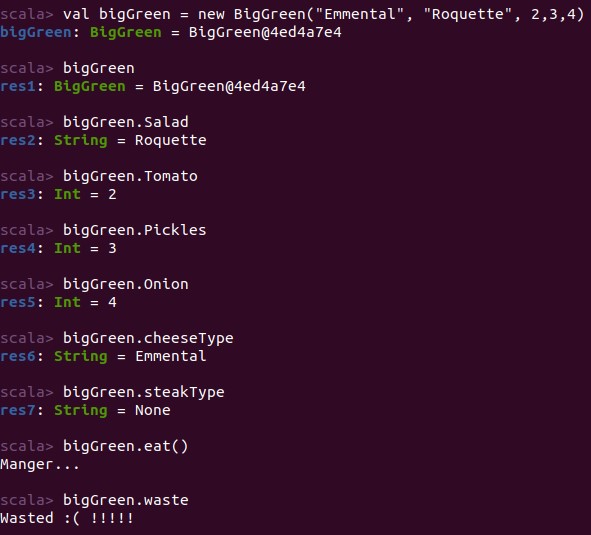 scala> val bigGreen = new BigGreen("Emmental", "Roquette", 2,3,4)
bigGreen: BigGreen = BigGreen@4ed4a7e4
scala> bigGreen
res1: BigGreen = BigGreen@4ed4a7e4
scala> bigGreen.Salad
res2: String = Roquette
scala> bigGreen.Tomato
res3: Int = 2
scala> bigGreen.Pickles
res4: Int = 3
scala> bigGreen.Onion
res5: Int = 4
scala> bigGreen.cheeseType
res6: String = Emmental
scala> bigGreen.steakType
res7: String = None
scala> bigGreen.eat()
Manger...
scala> bigGreen.waste
Wasted :( !!!!!